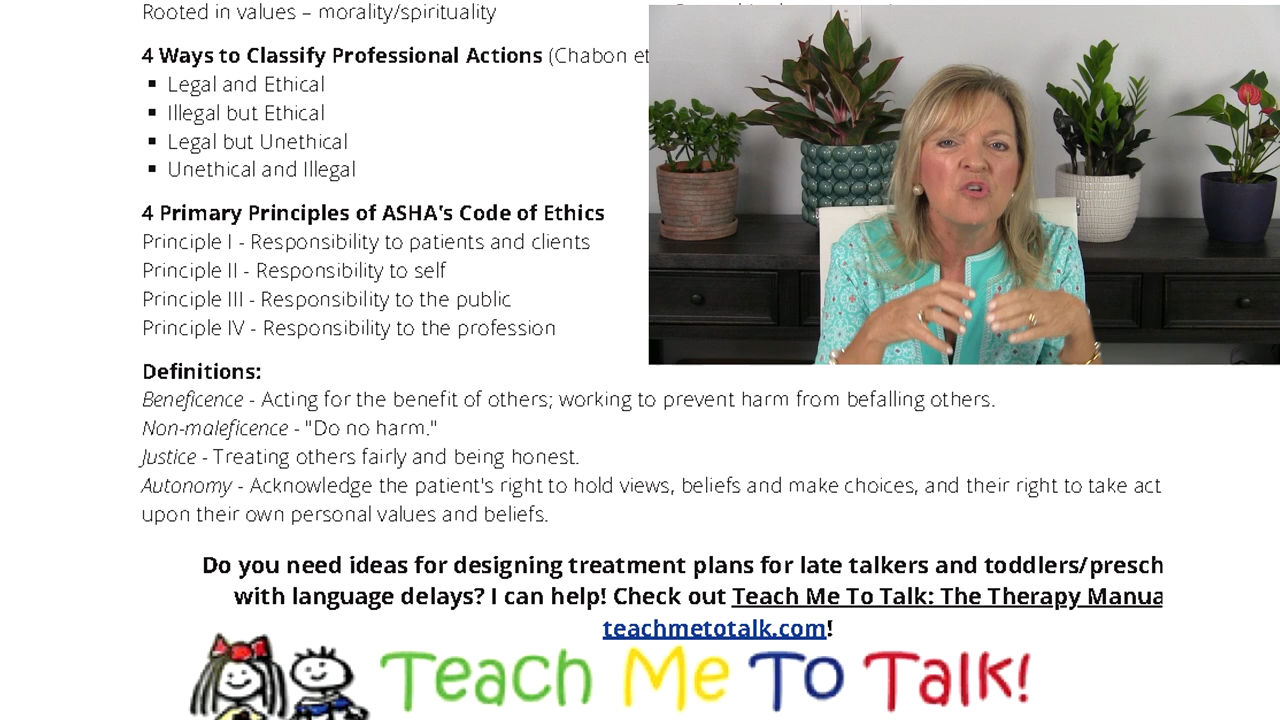 Rooted in values – morality/spirituality
4 Ways to Classify Professional Actions (Chabon et
▪ Legal and Ethical
▪ Illegal but Ethical
▪ Legal but Unethical
▪ Unethical and Illegal
4 Primary Principles of ASHA's Code of Ethics
Principle I - Responsibility to patients and clients
Principle II - Responsibility to self
Principle III - Responsibility to the public
Principle IV - Responsibility to the profession
Definitions:
Beneficence - Acting for the benefit of others; working to prevent harm from befalling others.
Non-maleficence - "Do no harm."
Justice - Treating others fairly and being honest.
Autonomy - Acknowledge the patient's right to hold views, beliefs and make choices, and their right to take act
upon their own personal values and beliefs.
Do you need ideas for designing treatment plans for late talkers and toddlers/presch
with language delays? I can help! Check out Teach Me To Talk: The Therapy Manua
teachmetotalk.com!
Teach Me To Talk!